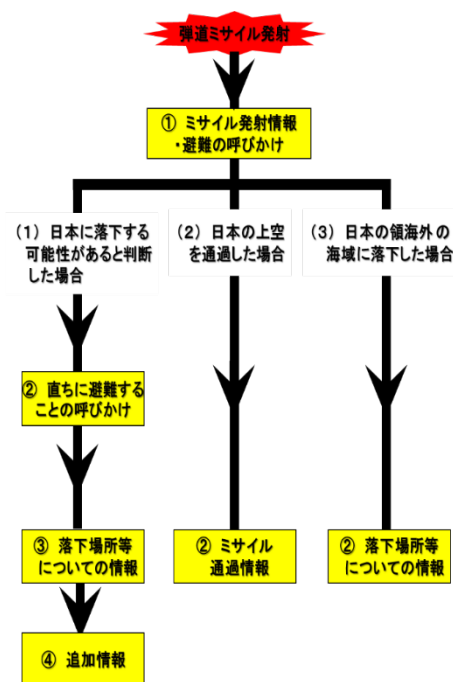 弾道ミサイル発射
① ミサイル発射情報
・避難の呼びかけ
(1) 日本に落下する
可能性があると判断
した場合
(2) 日本の上空
を通過した場合
(3) 日本の領海外の
海域に落下した場合
② 直ちに避難する
ことの呼びかけ
③ 落下場所等
についての情報
② ミサイル
通過情報
② 落下場所等
についての情報
④ 追加情報